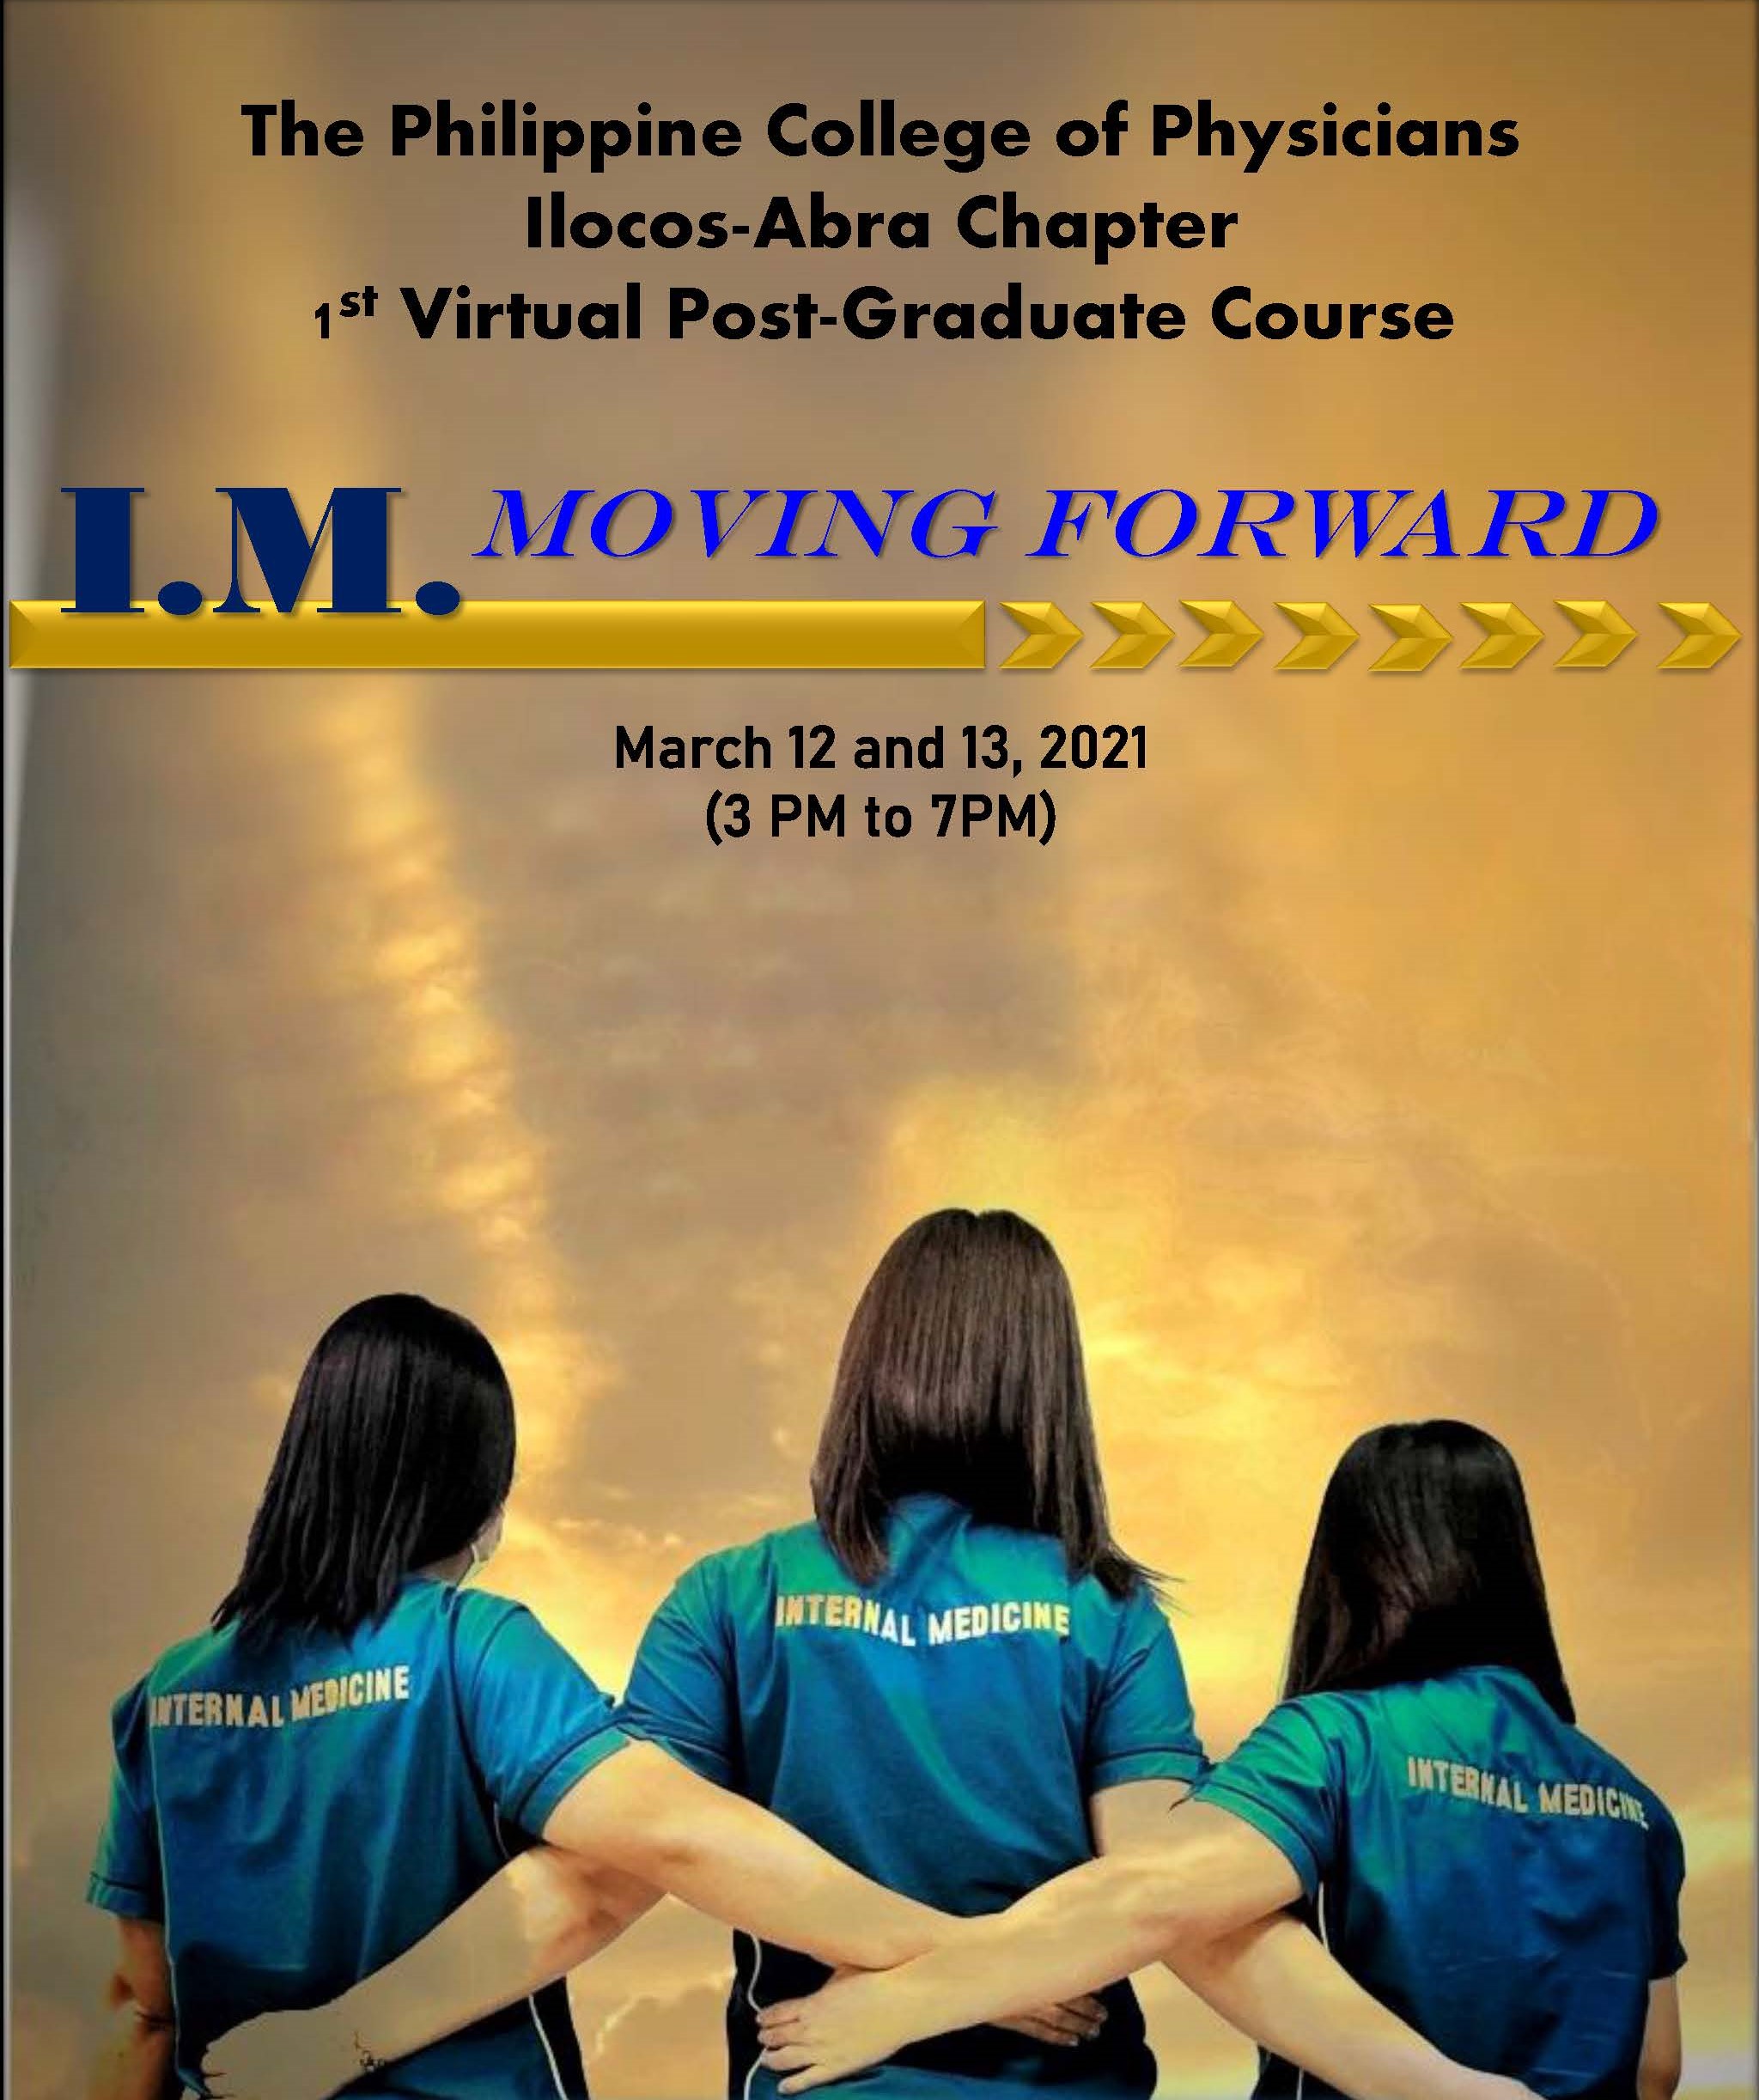 The Philippine College of Physicians
Ilocos-Abra Chapter
1st Virtual Post-Graduate Course
I.M. MOVING FORWARD
March 12 and 13, 2021
(3 PM to 7PM)
INTERNAL MEDICINE
INTERNAL MEDICINE
INTERNAL MEDICINE